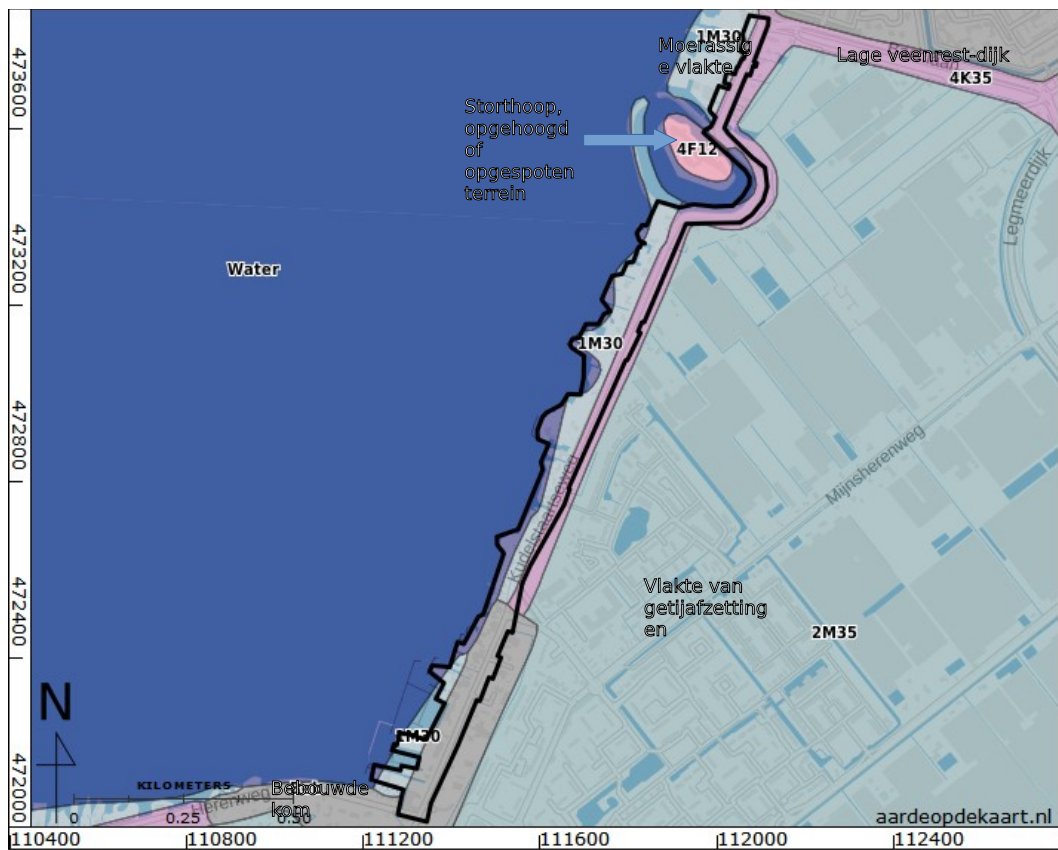 1M30
Moerassig
e vlakte
Lage veenrest-dijk
4K35
Storthoop,
opgehoogd
of
opgespoten
terrein
4F12
Legmeerdijk
Water
1M30
Mijnsherenweg
Kudelstaartseweg
Vlakte van
getijafzetting
en
2M35
1M30
N
KILOMETERS
0
0.25
0.50
Herenweg
Bebouwde
kom
aardeopdekaart.nl
473600
473200
472800
472400
472000
110400
110800
111200
111600
112000
112400